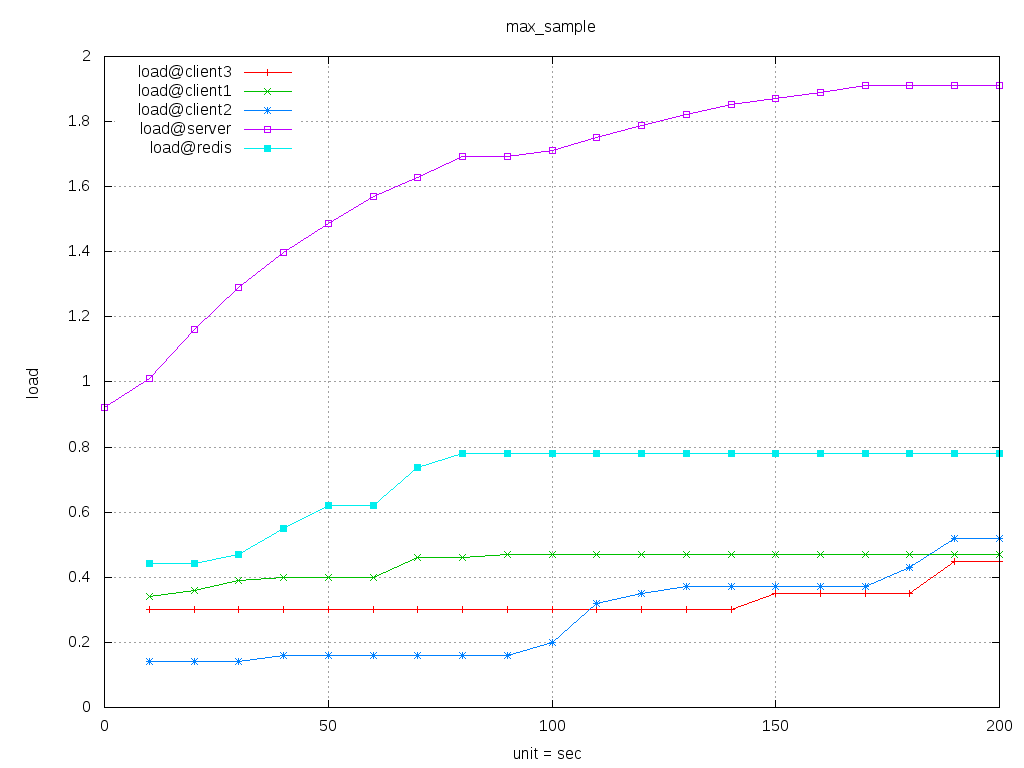 max_sample
load@client3
load@client1
load@client2
load@server
load@redis
load
2
1.8
1.6
1.4
1.2
1
0.8
0.6
0.4
0.2
0
0 50 100 150 200
unit = sec